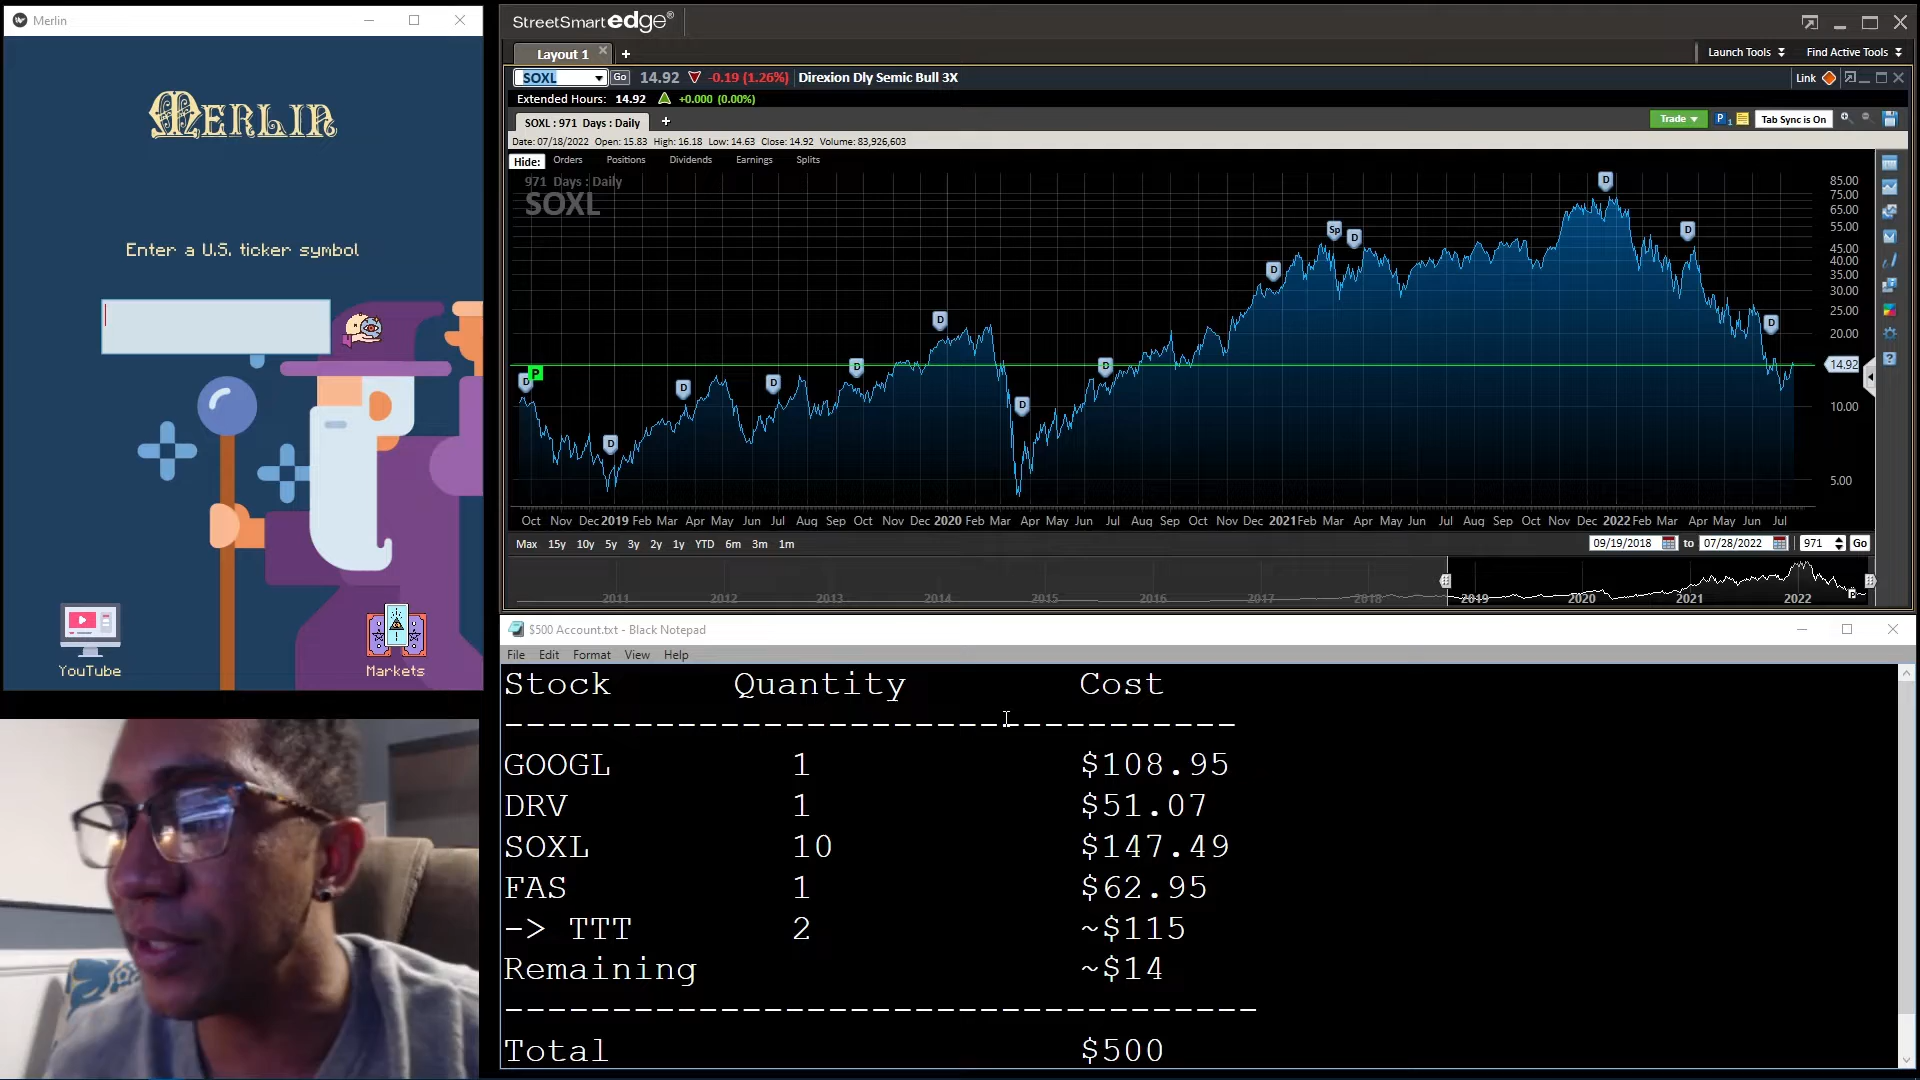 Merlin
MERLIN
Enter a U.S. ticker symbol
YouTube
Markets
StreetSmart edge®
Layout 1
Launch Tools
Find Active Tools
SOXL Go 14.92 -0.19 (1.26%) Direxion Dly Semic Bull 3X
Link
Extended Hours: 14.92 +0.000 (0.00%)
SOXL : 971 Days : Daily +
Trade P 1 Tab Sync is On
Date: 07/18/2022 Open: 15.83 High: 16.18 Low: 14.63 Close: 14.92 Volume: 83,926,603
Hide: Orders Positions Dividends Earnings Splits
971 Days : Daily
SOXL
D P D D D D D D D D Sp D D D D
85.00
75.00
65.00
55.00
45.00
40.00
35.00
30.00
25.00
20.00
14.92
10.00
5.00
Oct Nov Dec 2019 Feb Mar Apr May Jun Jul Aug Sep Oct Nov Dec 2020 Feb Mar Apr May Jun Jul Aug Sep Oct Nov Dec 2021 Feb Mar Apr May Jun Jul Aug Sep Oct Nov Dec 2022 Feb Mar Apr May Jun Jul
Max 15y 10y 5y 3y 2y 1y YTD 6m 3m 1m
09/19/2018 to 07/28/2022 971 Go
2011 2012 2013 2014 2015 2016 2017 2018 2019 2020 2021 2022
$500 Account.txt - Black Notepad
File Edit Format View Help
Stock Quantity Cost
----------------------------------
GOOGL 1 $108.95
DRV 1 $51.07
SOXL 10 $147.49
FAS 1 $62.95
-> TTT 2 ~$115
Remaining ~$14
-----------------------------------
Total $500